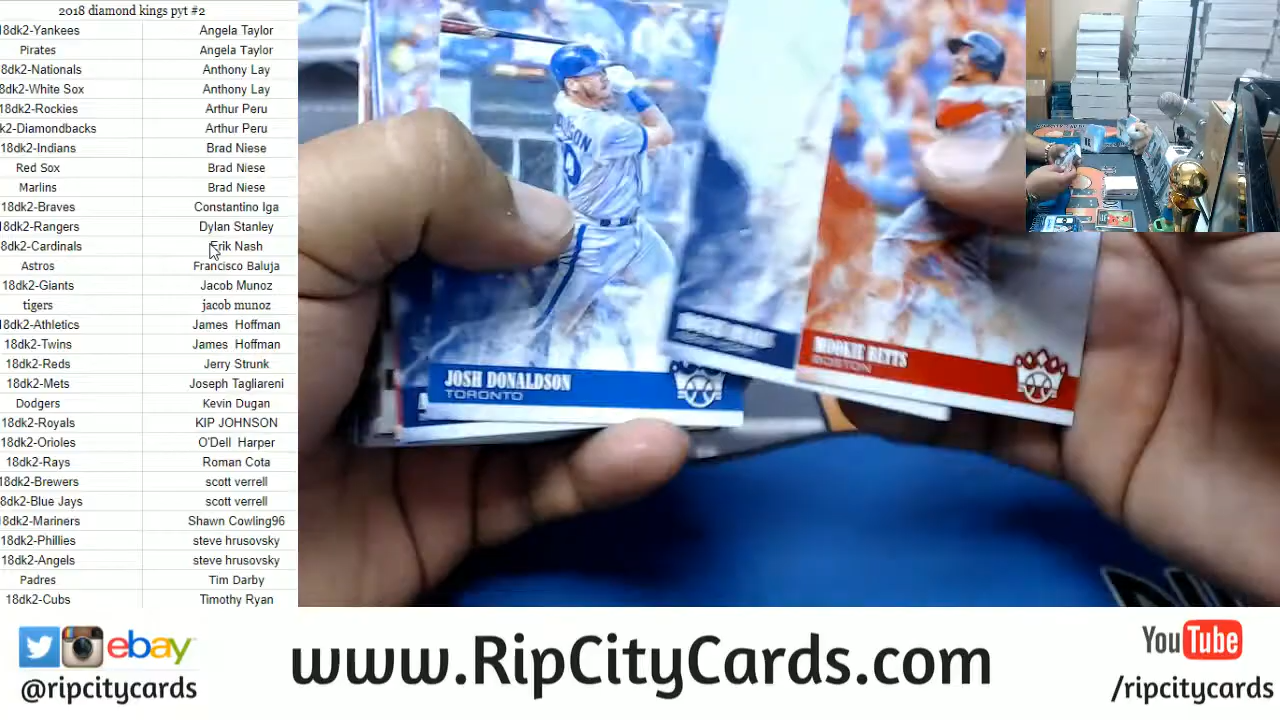 2018 diamond kings pyt #2
18dk2-Yankees Angela Taylor
Pirates Angela Taylor
8dk2-Nationals Anthony Lay
8dk2-White Sox Anthony Lay
8dk2-Rockies Arthur Peru
k2-Diamondbacks Arthur Peru
18dk2-Indians Brad Niese
Red Sox Brad Niese
Marlins Brad Niese
18dk2-Braves Constantino Iga
18dk2-Rangers Dylan Stanley
8dk2-Cardinals Erik Nash
Astros Francisco Baluja
18dk2-Giants Jacob Munoz
tigers jacob munoz
18dk2-Athletics James Hoffman
18dk2-Twins James Hoffman
18dk2-Reds Jerry Strunk
18dk2-Mets Joseph Tagliareni
Dodgers Kevin Dugan
18dk2-Royals KIP JOHNSON
18dk2-Orioles O'Dell Harper
18dk2-Rays Roman Cota
18dk2-Brewers scott verrell
8dk2-Blue Jays scott verrell
8dk2-Mariners Shawn Cowling96
18dk2-Phillies steve hrusovsky
18dk2-Angels steve hrusovsky
Padres Tim Darby
18dk2-Cubs Timothy Ryan
JOSH DONALDSON
TORONTO
MOOKIE BETTS
BOSTON
ebay
@ripcitycards
www.RipCityCards.com
YouTube
/ripcitycards